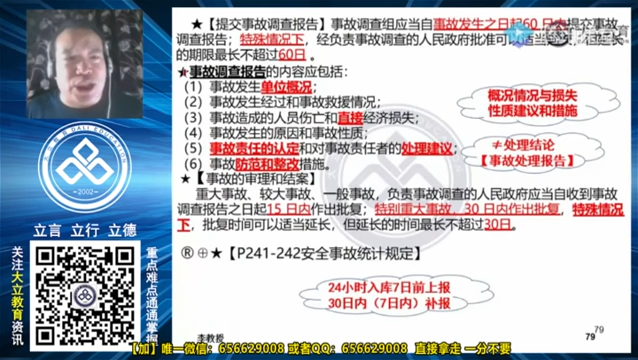 ★【提交事故调查报告】事故调查组应当自事故发生之日起60日内提交事故
调查报告；特殊情况下，经负责事故调查的人民政府批准可以适当延长，但延长
的期限最长不超过60日。
★事故调查报告的内容应包括：
（1）事故发生单位概况；
（2）事故发生经过和事故救援情况；
（3）事故造成的人员伤亡和直接经济损失；
（4）事故发生的原因和事故性质；
（5）事故责任的认定和对事故责任者的处理建议；
（6）事故防范和整改措施。
概况情况与损失
性质建议和措施
≠处理结论
【事故处理报告】
★【事故的审理和结案】
重大事故、较大事故、一般事故，负责事故调查的人民政府应当自收到事故
调查报告之日起15日内作出批复；特别重大事故，30日内作出批复，特殊情况
下，批复时间可以适当延长，但延长的时间最长不超过30日。
®⊕★【P241-242安全事故统计规定】
24小时入库7日前上报
30日内（7日内）补报
79
79
李教授
DALI EDUCATION
2002
立言 立行 立德
关注大立教育资讯
重点难点通通掌握
【加】唯一微信：656629008 或者QQ：656629008 直接拿走 一分不要